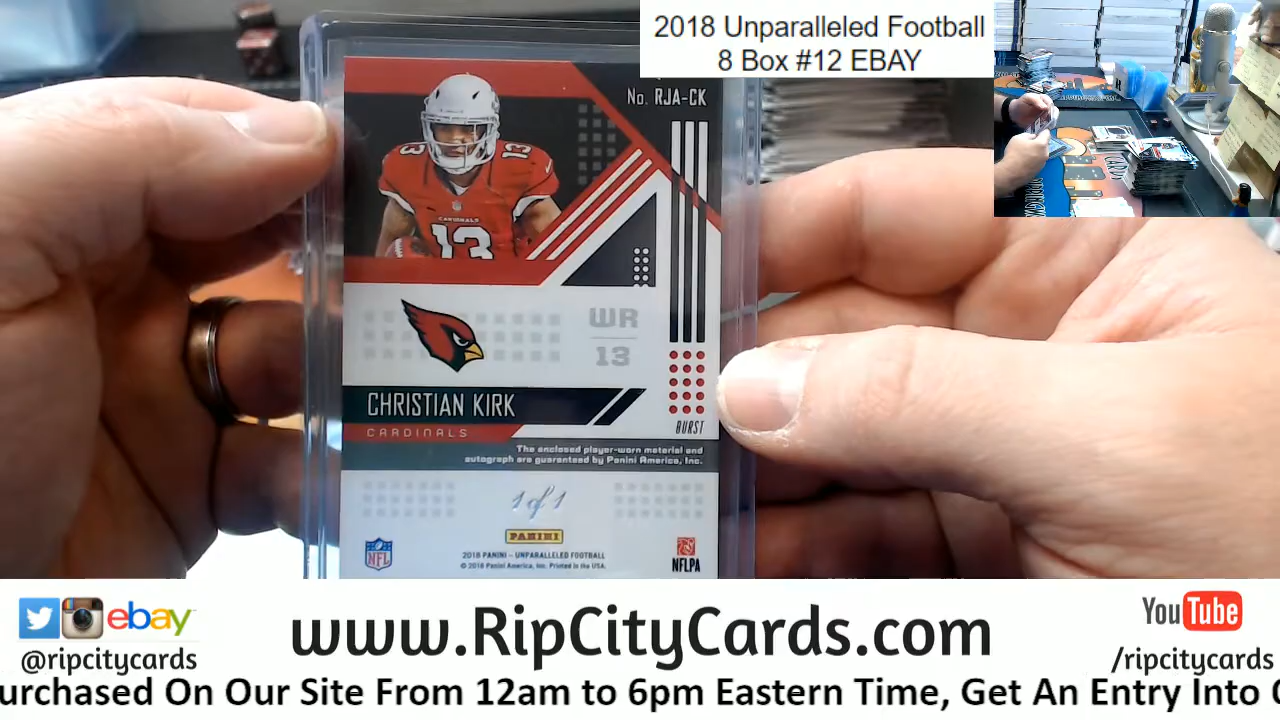 2018 Unparalleled Football
8 Box #12 EBAY
No. RJA-CK
13 13
CARDINALS
13
WR
13
CHRISTIAN KIRK
CARDINALS
BURST
The enclosed player-worn material and
autograph are guaranteed by Panini America, Inc.
1 of 1
PANINI
2018 PANINI – UNPARALLELED FOOTBALL
© 2018 Panini America, Inc. Printed in the USA.
NFL
NFLPA
ebay
@ripcitycards
www.RipCityCards.com
YouTube
/ripcitycards
urchased On Our Site From 12am to 6pm Eastern Time, Get An Entry Into